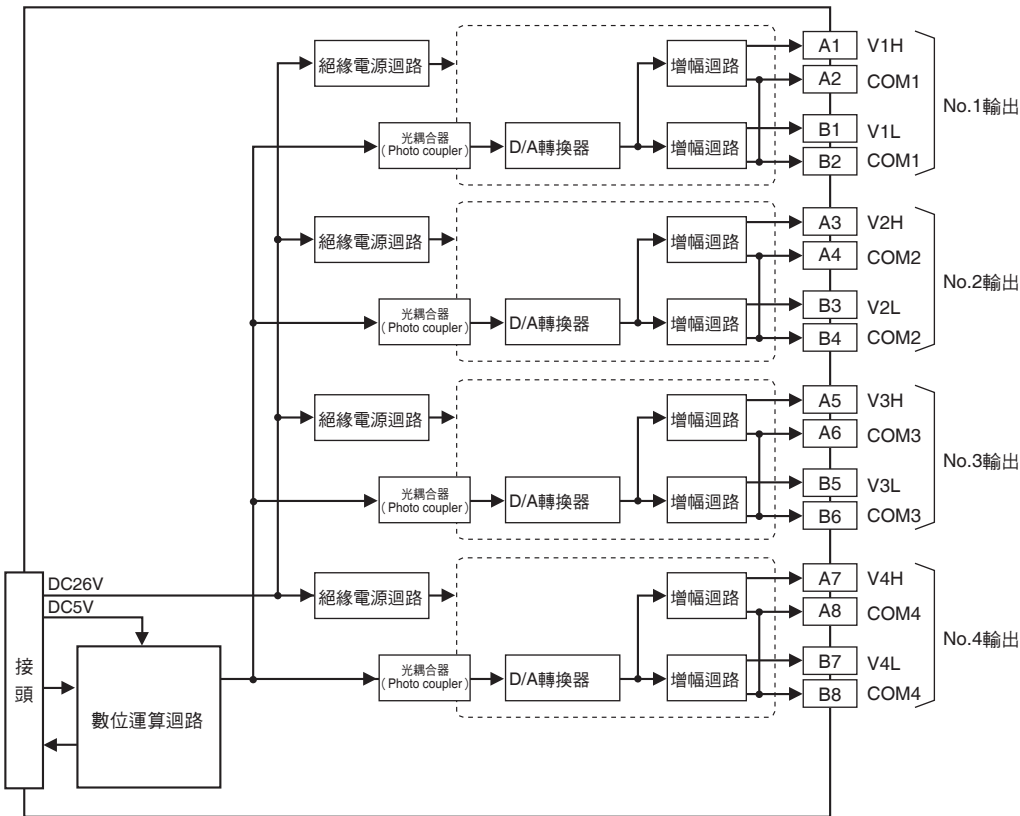 絕緣電源迴路
增幅迴路
A1 V1H
A2 COM1
No.1輸出
光耦合器
(Photo coupler)
D/A轉換器
增幅迴路
B1 V1L
B2 COM1
絕緣電源迴路
增幅迴路
A3 V2H
A4 COM2
No.2輸出
光耦合器
(Photo coupler)
D/A轉換器
增幅迴路
B3 V2L
B4 COM2
絕緣電源迴路
增幅迴路
A5 V3H
A6 COM3
No.3輸出
光耦合器
(Photo coupler)
D/A轉換器
增幅迴路
B5 V3L
B6 COM3
DC26V
DC5V
絕緣電源迴路
增幅迴路
A7 V4H
A8 COM4
No.4輸出
接頭
數位運算迴路
光耦合器
(Photo coupler)
D/A轉換器
增幅迴路
B7 V4L
B8 COM4